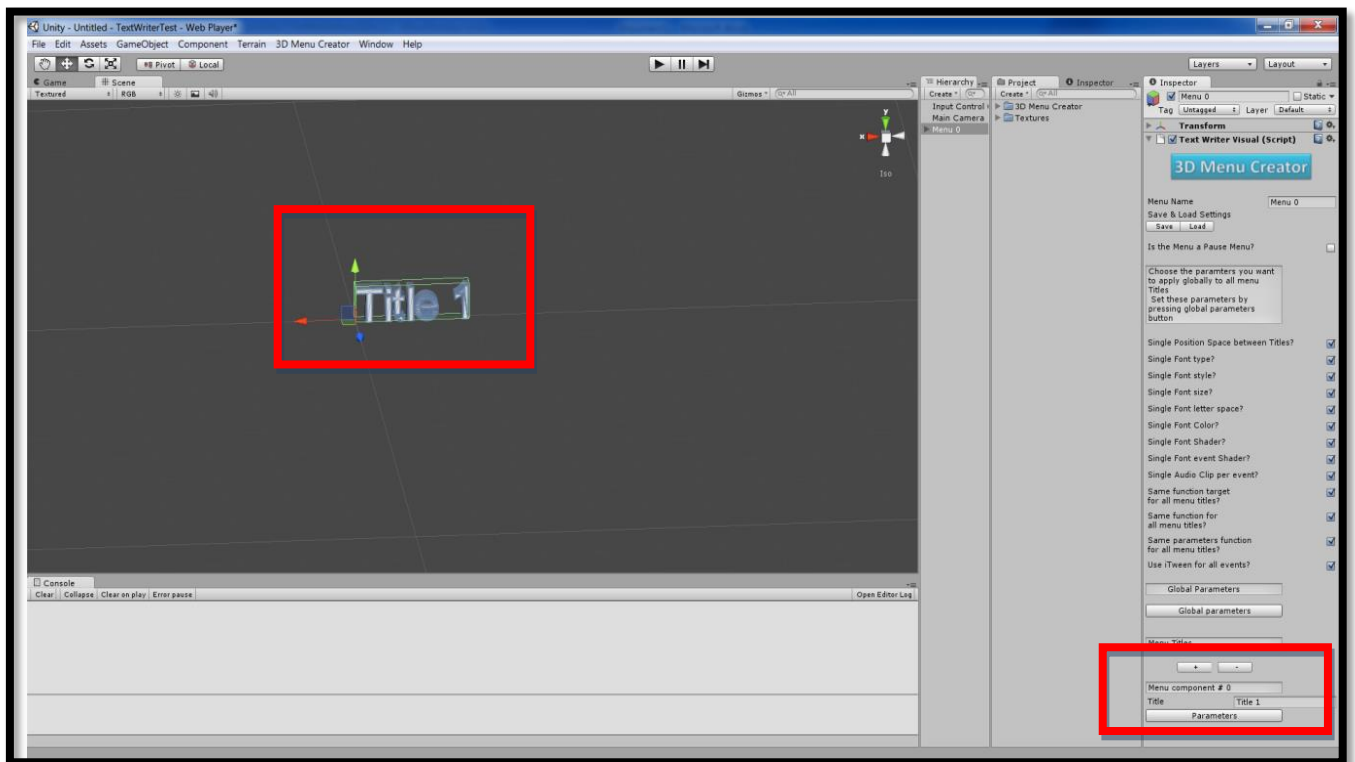 Unity - Untitled - TextWriterTest - Web Player*
File Edit Assets GameObject Component Terrain 3D Menu Creator Window Help
Pivot Local Layers Layout
Game Scene Hierarchy Project Inspector Inspector
Textured RGB Gizmos All Create Create All Menu 0 Static
Input Control 3D Menu Creator Tag Untagged Layer Default
Main Camera Textures
Menu 0 Transform
Text Writer Visual (Script)
y
x
Iso
3D Menu Creator
Menu Name Menu 0
Save & Load Settings
Save Load
Is the Menu a Pause Menu?
Choose the paramters you want
to apply globally to all menu
Titles
Set these parameters by
pressing global parameters
button
Title 1
Single Position Space between Titles?
Single Font type?
Single Font style?
Single Font size?
Single Font letter space?
Single Font Color?
Single Font Shader?
Single Font event Shader?
Single Audio Clip per event?
Same function target
for all menu titles?
Same function for
all menu titles?
Same parameters function
for all menu titles?
Use iTween for all events?
Console
Clear Collapse Clear on play Error pause Open Editor Log
Global Parameters
Global parameters
Menu Titles
+ -
Menu component # 0
Title Title 1
Parameters